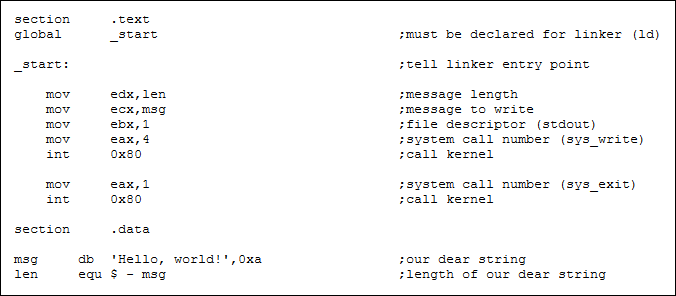 section     .text
global      _start                              ;must be declared for linker (ld)
_start:                                         ;tell linker entry point
    mov     edx,len                             ;message length
    mov     ecx,msg                             ;message to write
    mov     ebx,1                               ;file descriptor (stdout)
    mov     eax,4                               ;system call number (sys_write)
    int     0x80                                ;call kernel
    mov     eax,1                               ;system call number (sys_exit)
    int     0x80                                ;call kernel
section     .data
msg     db  'Hello, world!',0xa                 ;our dear string
len     equ $ - msg                             ;length of our dear string